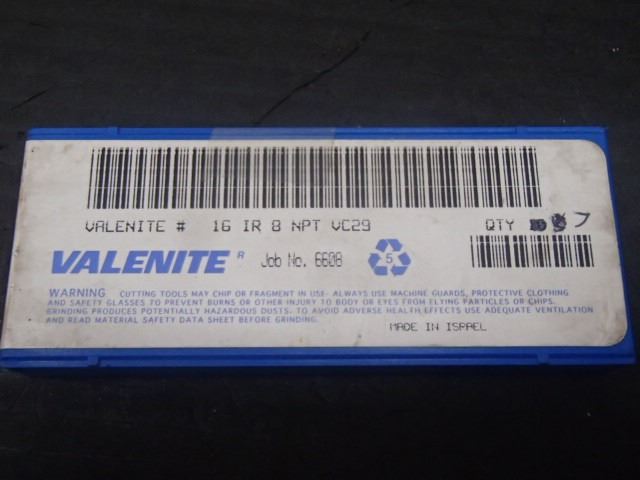 VALENITE # 16 IR 8 NPT VC29 QTY 7
VALENITE R Job No. 6608 5
WARNING CUTTING TOOLS MAY CHIP OR FRAGMENT IN USE- ALWAYS USE MACHINE GUARDS, PROTECTIVE CLOTHING
AND SAFETY GLASSES TO PREVENT BURNS OR OTHER INJURY TO BODY OR EYES FROM FLYING PARTICLES OR CHIPS.
GRINDING PRODUCES POTENTIALLY HAZARDOUS DUSTS. TO AVOID ADVERSE HEALTH EFFECTS USE ADEQUATE VENTILATION
AND READ MATERIAL SAFETY DATA SHEET BEFORE GRINDING.
MADE IN ISRAEL